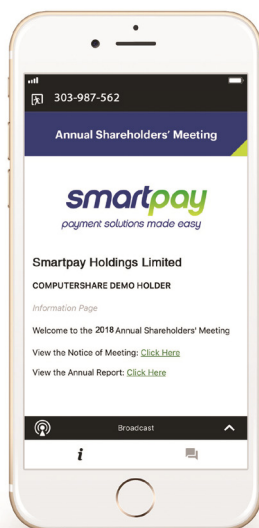 303-987-562
Annual Shareholders' Meeting
smartpay
payment solutions made easy
Smartpay Holdings Limited
COMPUTERSHARE DEMO HOLDER
Information Page
Welcome to the 2018 Annual Shareholders' Meeting
View the Notice of Meeting: Click Here
View the Annual Report: Click Here
Broadcast
i